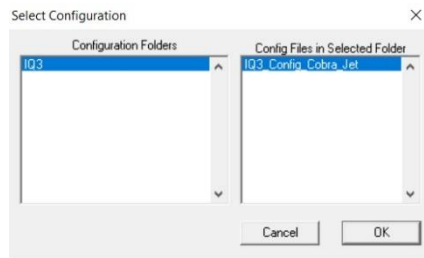 Select Configuration
Configuration Folders
Config Files in Selected Folder
IQ3
IQ3_Config_Cobra_Jet
Cancel
OK